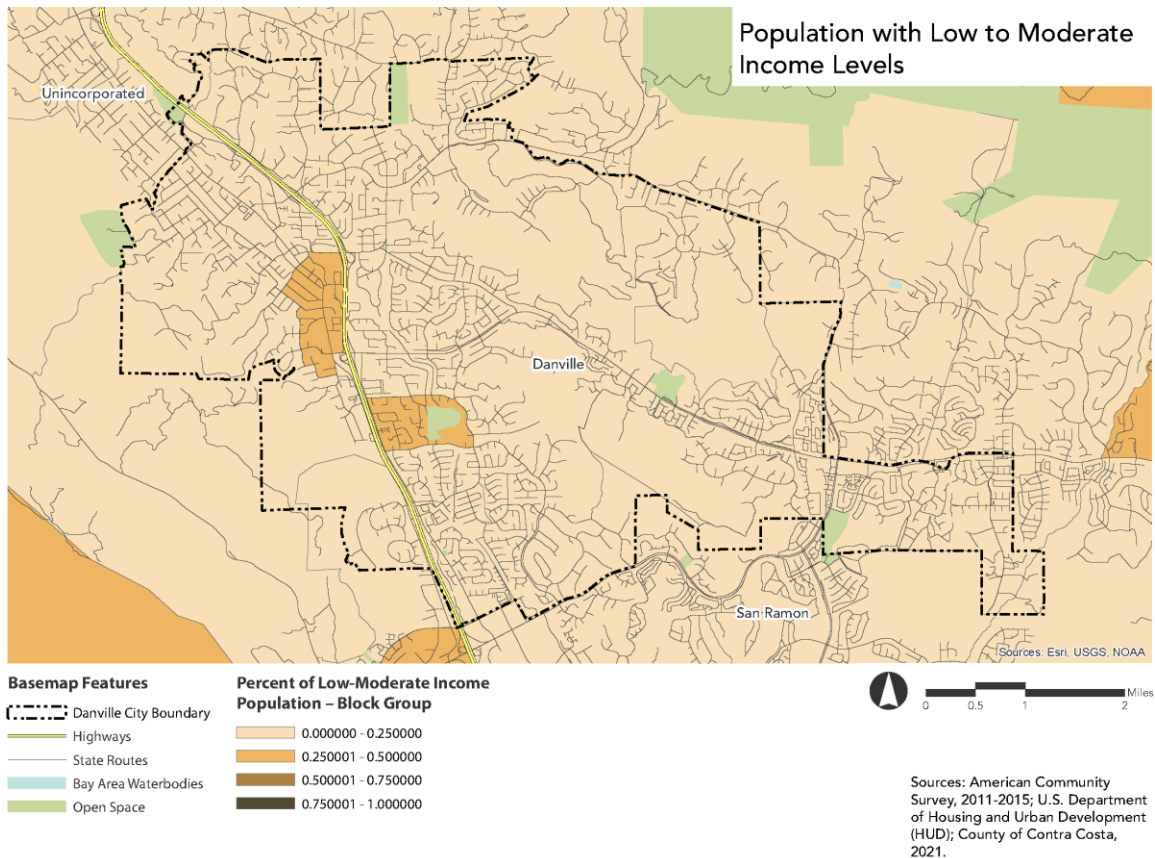 Population with Low to Moderate
Income Levels
Unincorporated
Danville
San Ramon
Sources: Esri, USGS, NOAA
Basemap Features
Danville City Boundary
Highways
State Routes
Bay Area Waterbodies
Open Space
Percent of Low-Moderate Income
Population – Block Group
0.000000 - 0.250000
0.250001 - 0.500000
0.500001 - 0.750000
0.750001 - 1.000000
Miles
0 0.5 1 2
Sources: American Community
Survey, 2011-2015; U.S. Department
of Housing and Urban Development
(HUD); County of Contra Costa,
2021.